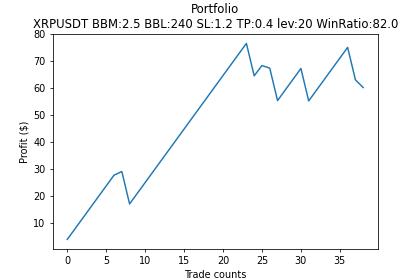 Portfolio
XRPUSDT BBM:2.5 BBL:240 SL:1.2 TP:0.4 lev:20 WinRatio:82.0
80
70
60
50
40
30
20
10
Profit ($)
0 5 10 15 20 25 30 35
Trade counts